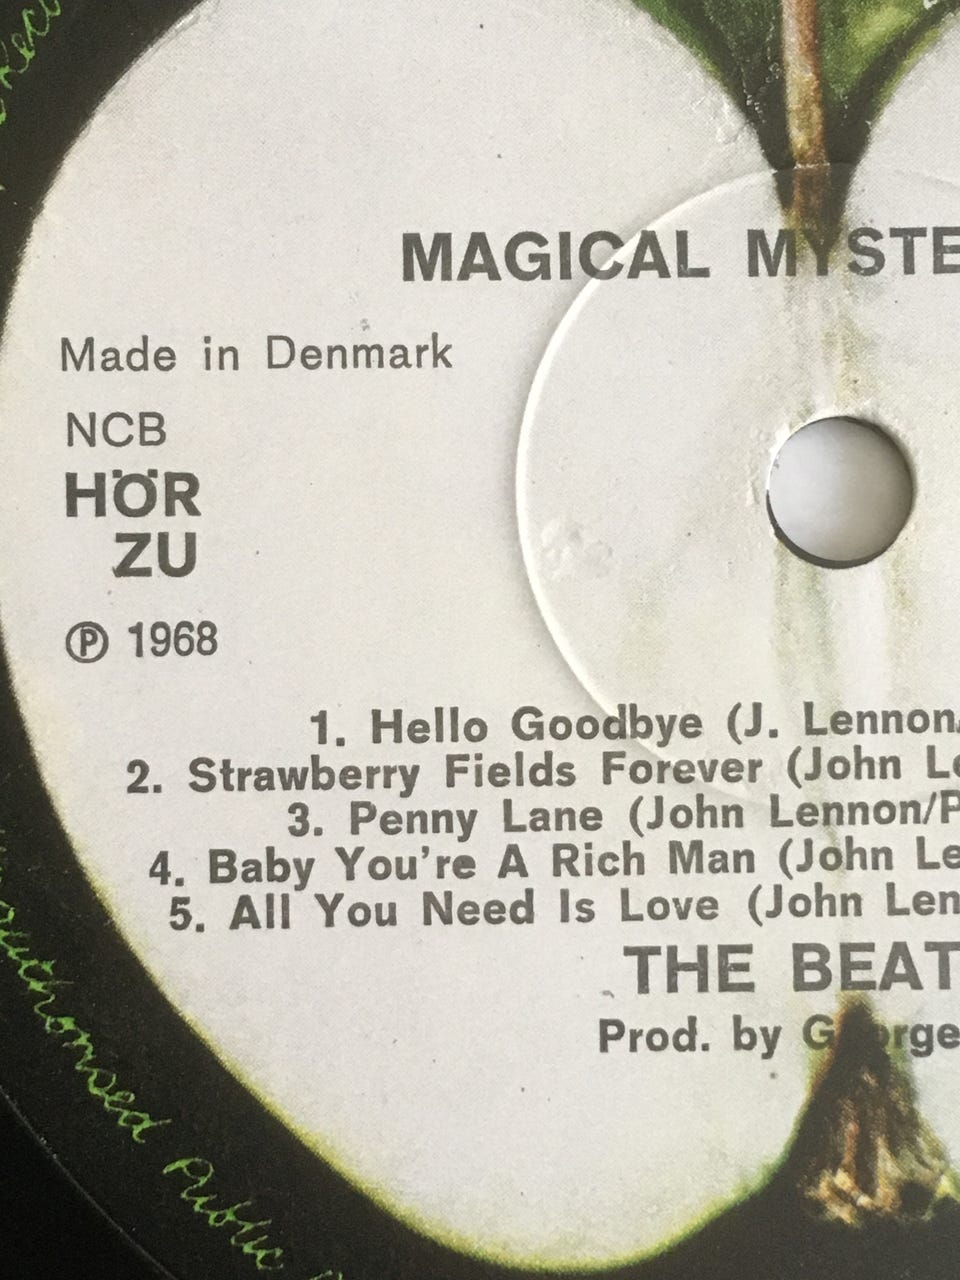 MAGICAL MYSTE
Made in Denmark
NCB
HÖR
ZU
℗ 1968
1. Hello Goodbye (J. Lennon/
2. Strawberry Fields Forever (John Le
3. Penny Lane (John Lennon/P
4. Baby You're A Rich Man (John Le
5. All You Need Is Love (John Len
THE BEAT
Prod. by George
Public